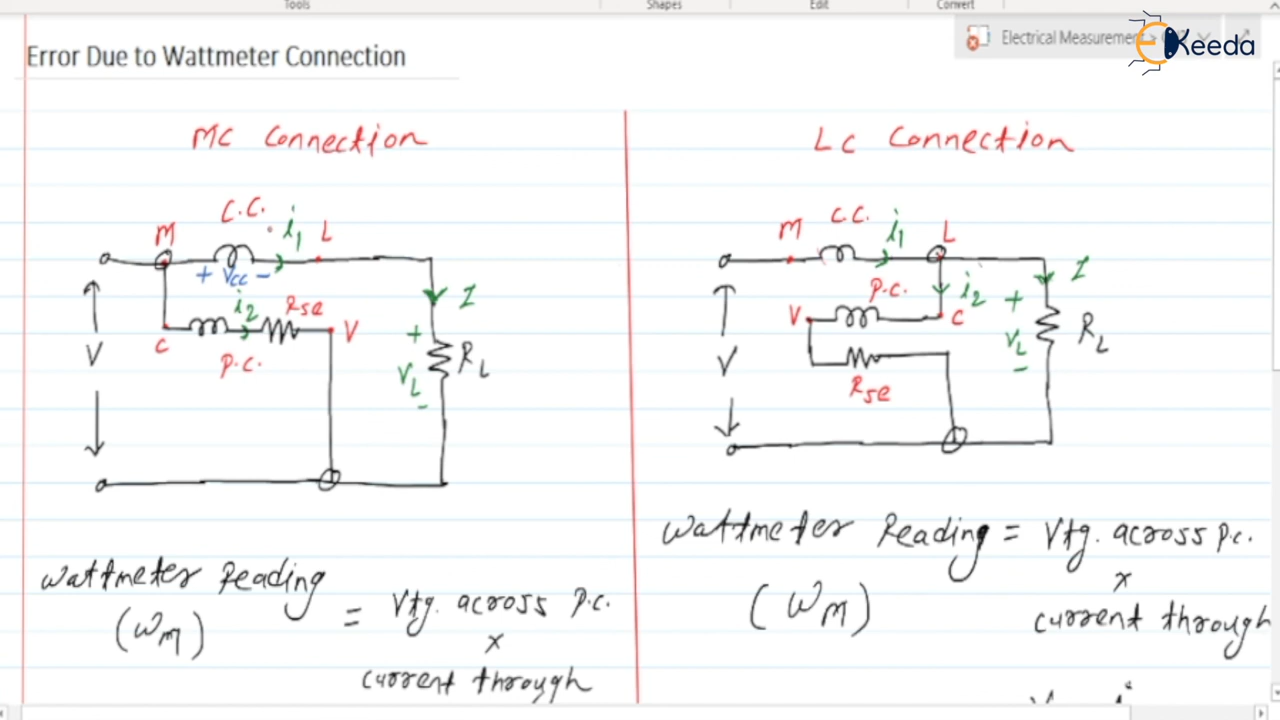 Tools Shapes Edit Convert
Electrical Measurement
eKeeda
Error Due to Wattmeter Connection
MC Connection
C.C.
M
i1
L
+ Vcc -
I
i2
Rse
C
V
P.C.
V
+
VL
-
RL
Wattmeter Reading
(WM)
= Vtg. across P.C.
x
current through
LC Connection
C.C.
M
i1
L
I
P.C.
i2
V
C
+
VL
-
RL
V
Rse
Wattmeter Reading = Vtg. across P.C.
x
(WM)
current through